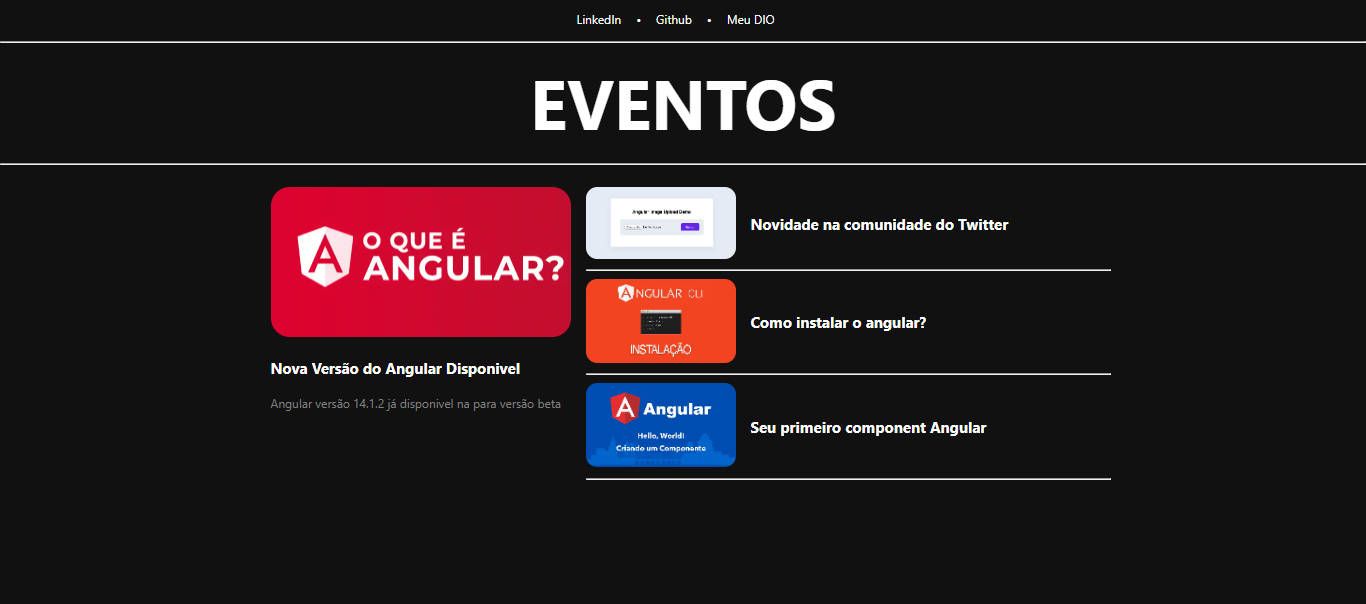 LinkedIn • Github • Meu DIO
EVENTOS
O QUE É
ANGULAR?
Nova Versão do Angular Disponivel
Angular versão 14.1.2 já disponivel na para versão beta
Angular Image Upload Demo
Novidade na comunidade do Twitter
ANGULAR CLI
INSTALAÇÃO
Como instalar o angular?
Angular
Hello, World!
Criando um Componente
Seu primeiro component Angular